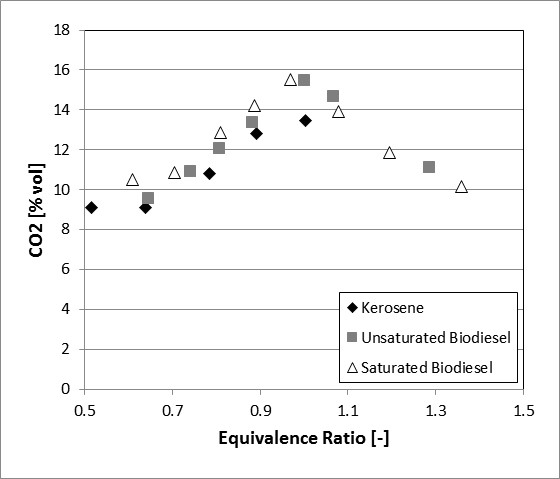 18
16
14
12
10
8
6
4
2
0
CO2 [% vol]
Kerosene
Unsaturated Biodiesel
Saturated Biodiesel
0.5 0.7 0.9 1.1 1.3 1.5
Equivalence Ratio [-]